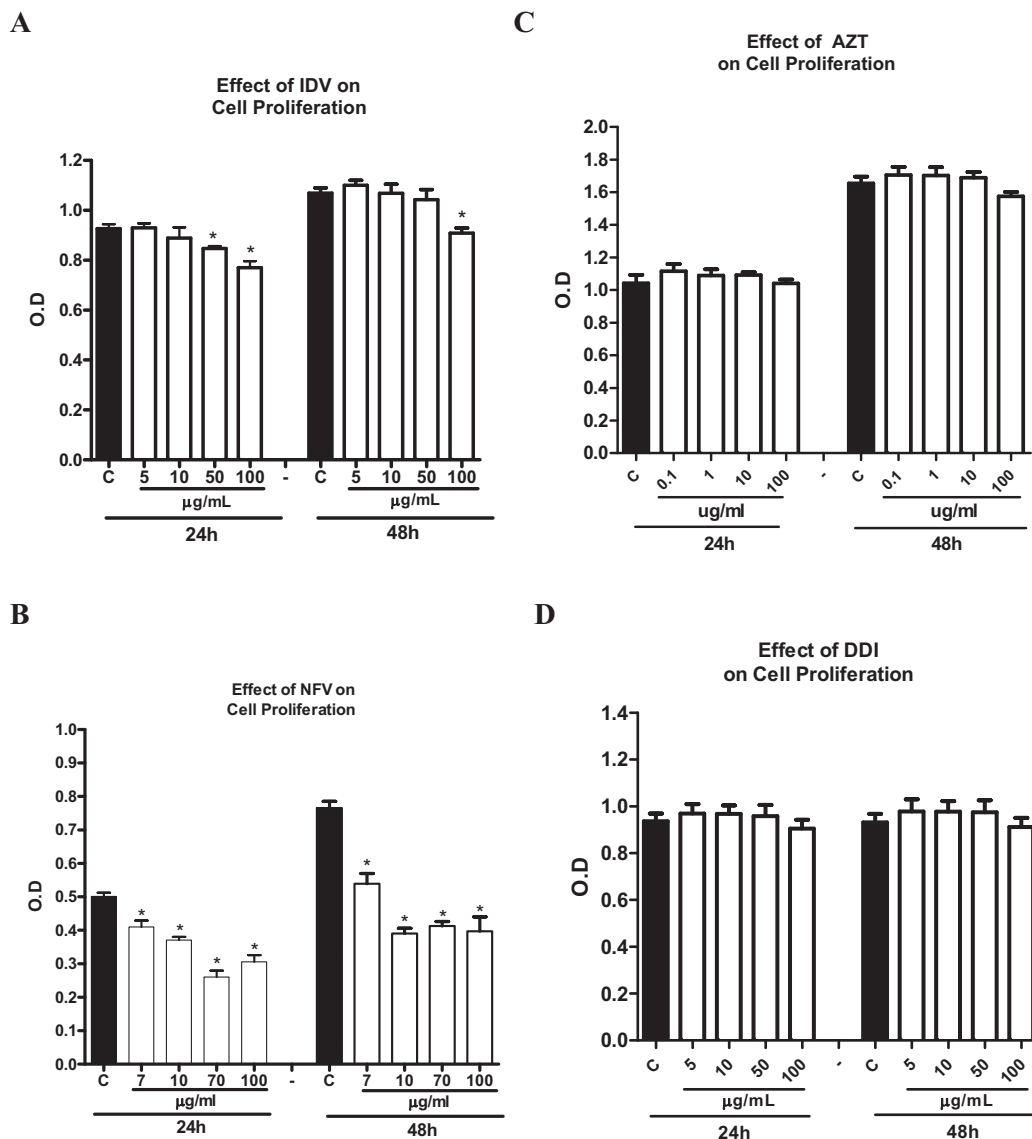 A
Effect of IDV on
Cell Proliferation
1.2
1.0
0.8
0.6
0.4
0.2
0.0
O.D
* * *
C 5 10 50 100 - C 5 10 50 100
µg/mL µg/mL
24h 48h
C
Effect of AZT
on Cell Proliferation
2.0
1.8
1.6
1.4
1.2
1.0
0.8
0.6
0.4
0.2
0.0
O.D
C 0.1 1 10 100 - C 0.1 1 10 100
ug/ml ug/ml
24h 48h
B
Effect of NFV on
Cell Proliferation
1.0
0.9
0.8
0.7
0.6
0.5
0.4
0.3
0.2
0.1
0.0
O.D
* * * * * * * *
C 7 10 70 100 - C 7 10 70 100
µg/ml µg/ml
24h 48h
D
Effect of DDI
on Cell Proliferation
1.4
1.2
1.0
0.8
0.6
0.4
0.2
0.0
O.D
C 5 10 50 100 - C 5 10 50 100
µg/mL µg/mL
24h 48h